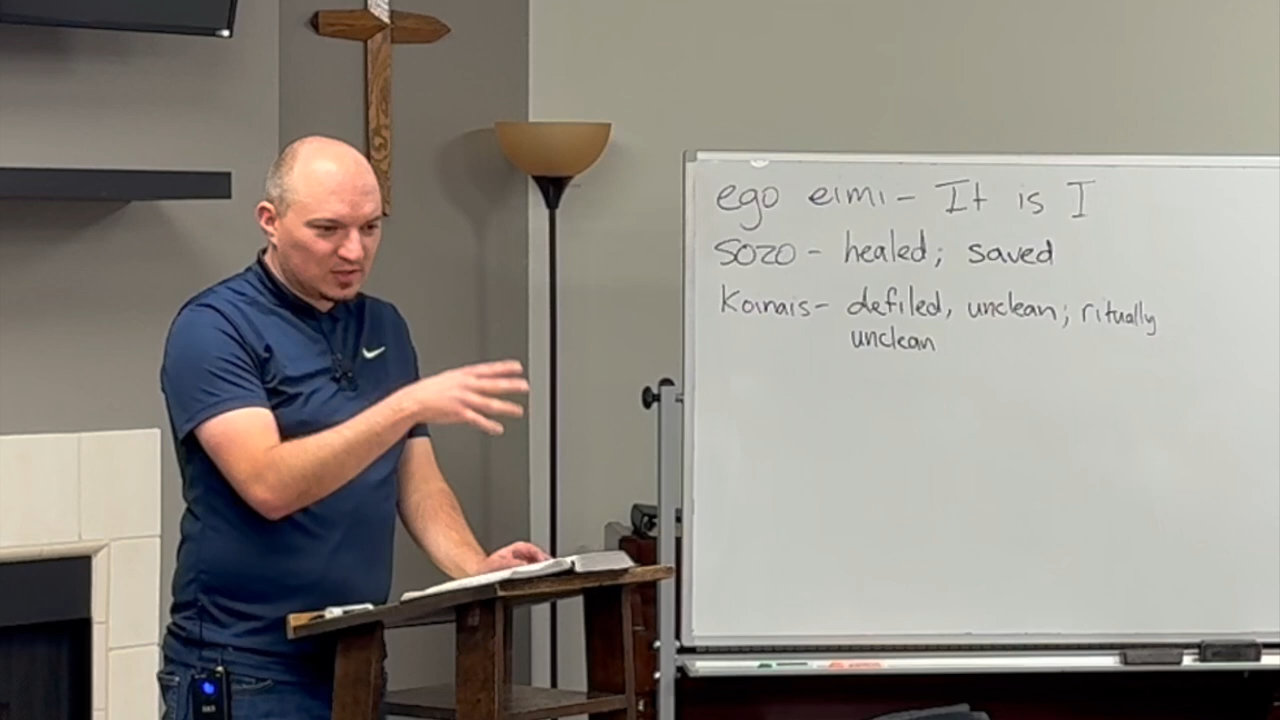 ego eimi - It is I
sozo - healed; saved
Koinais - defiled, unclean; ritually
unclean